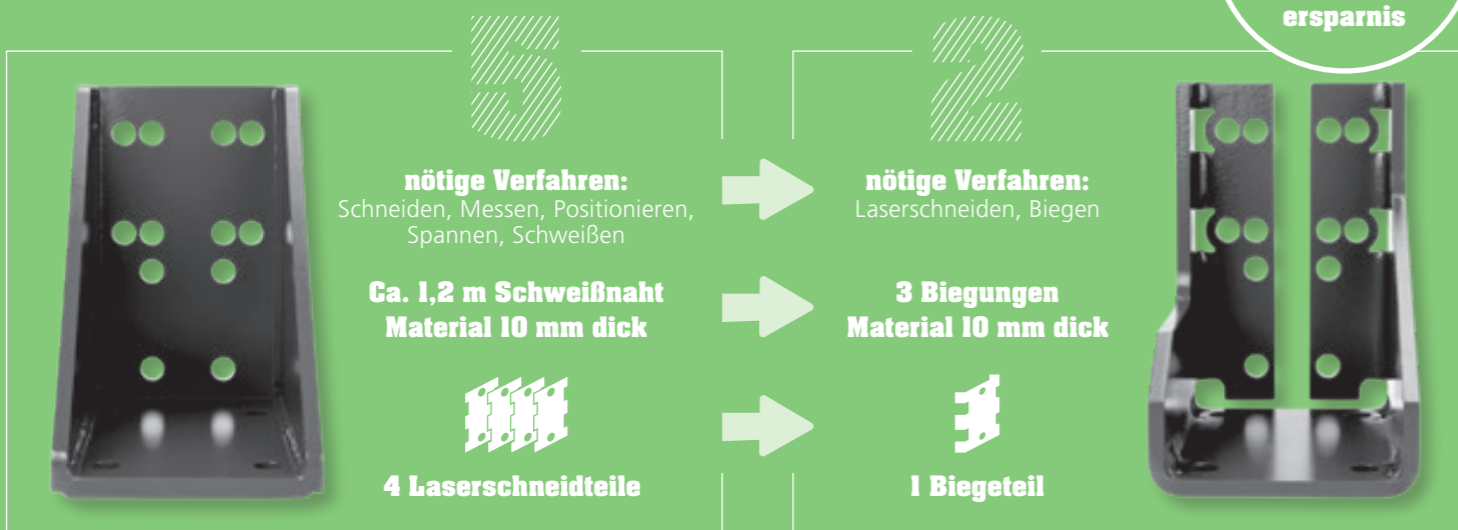 ersparnis
5
nötige Verfahren:
Schneiden, Messen, Positionieren,
Spannen, Schweißen
Ca. 1,2 m Schweißnaht
Material 10 mm dick
4 Laserschneidteile
2
nötige Verfahren:
Laserschneiden, Biegen
3 Biegungen
Material 10 mm dick
1 Biegeteil